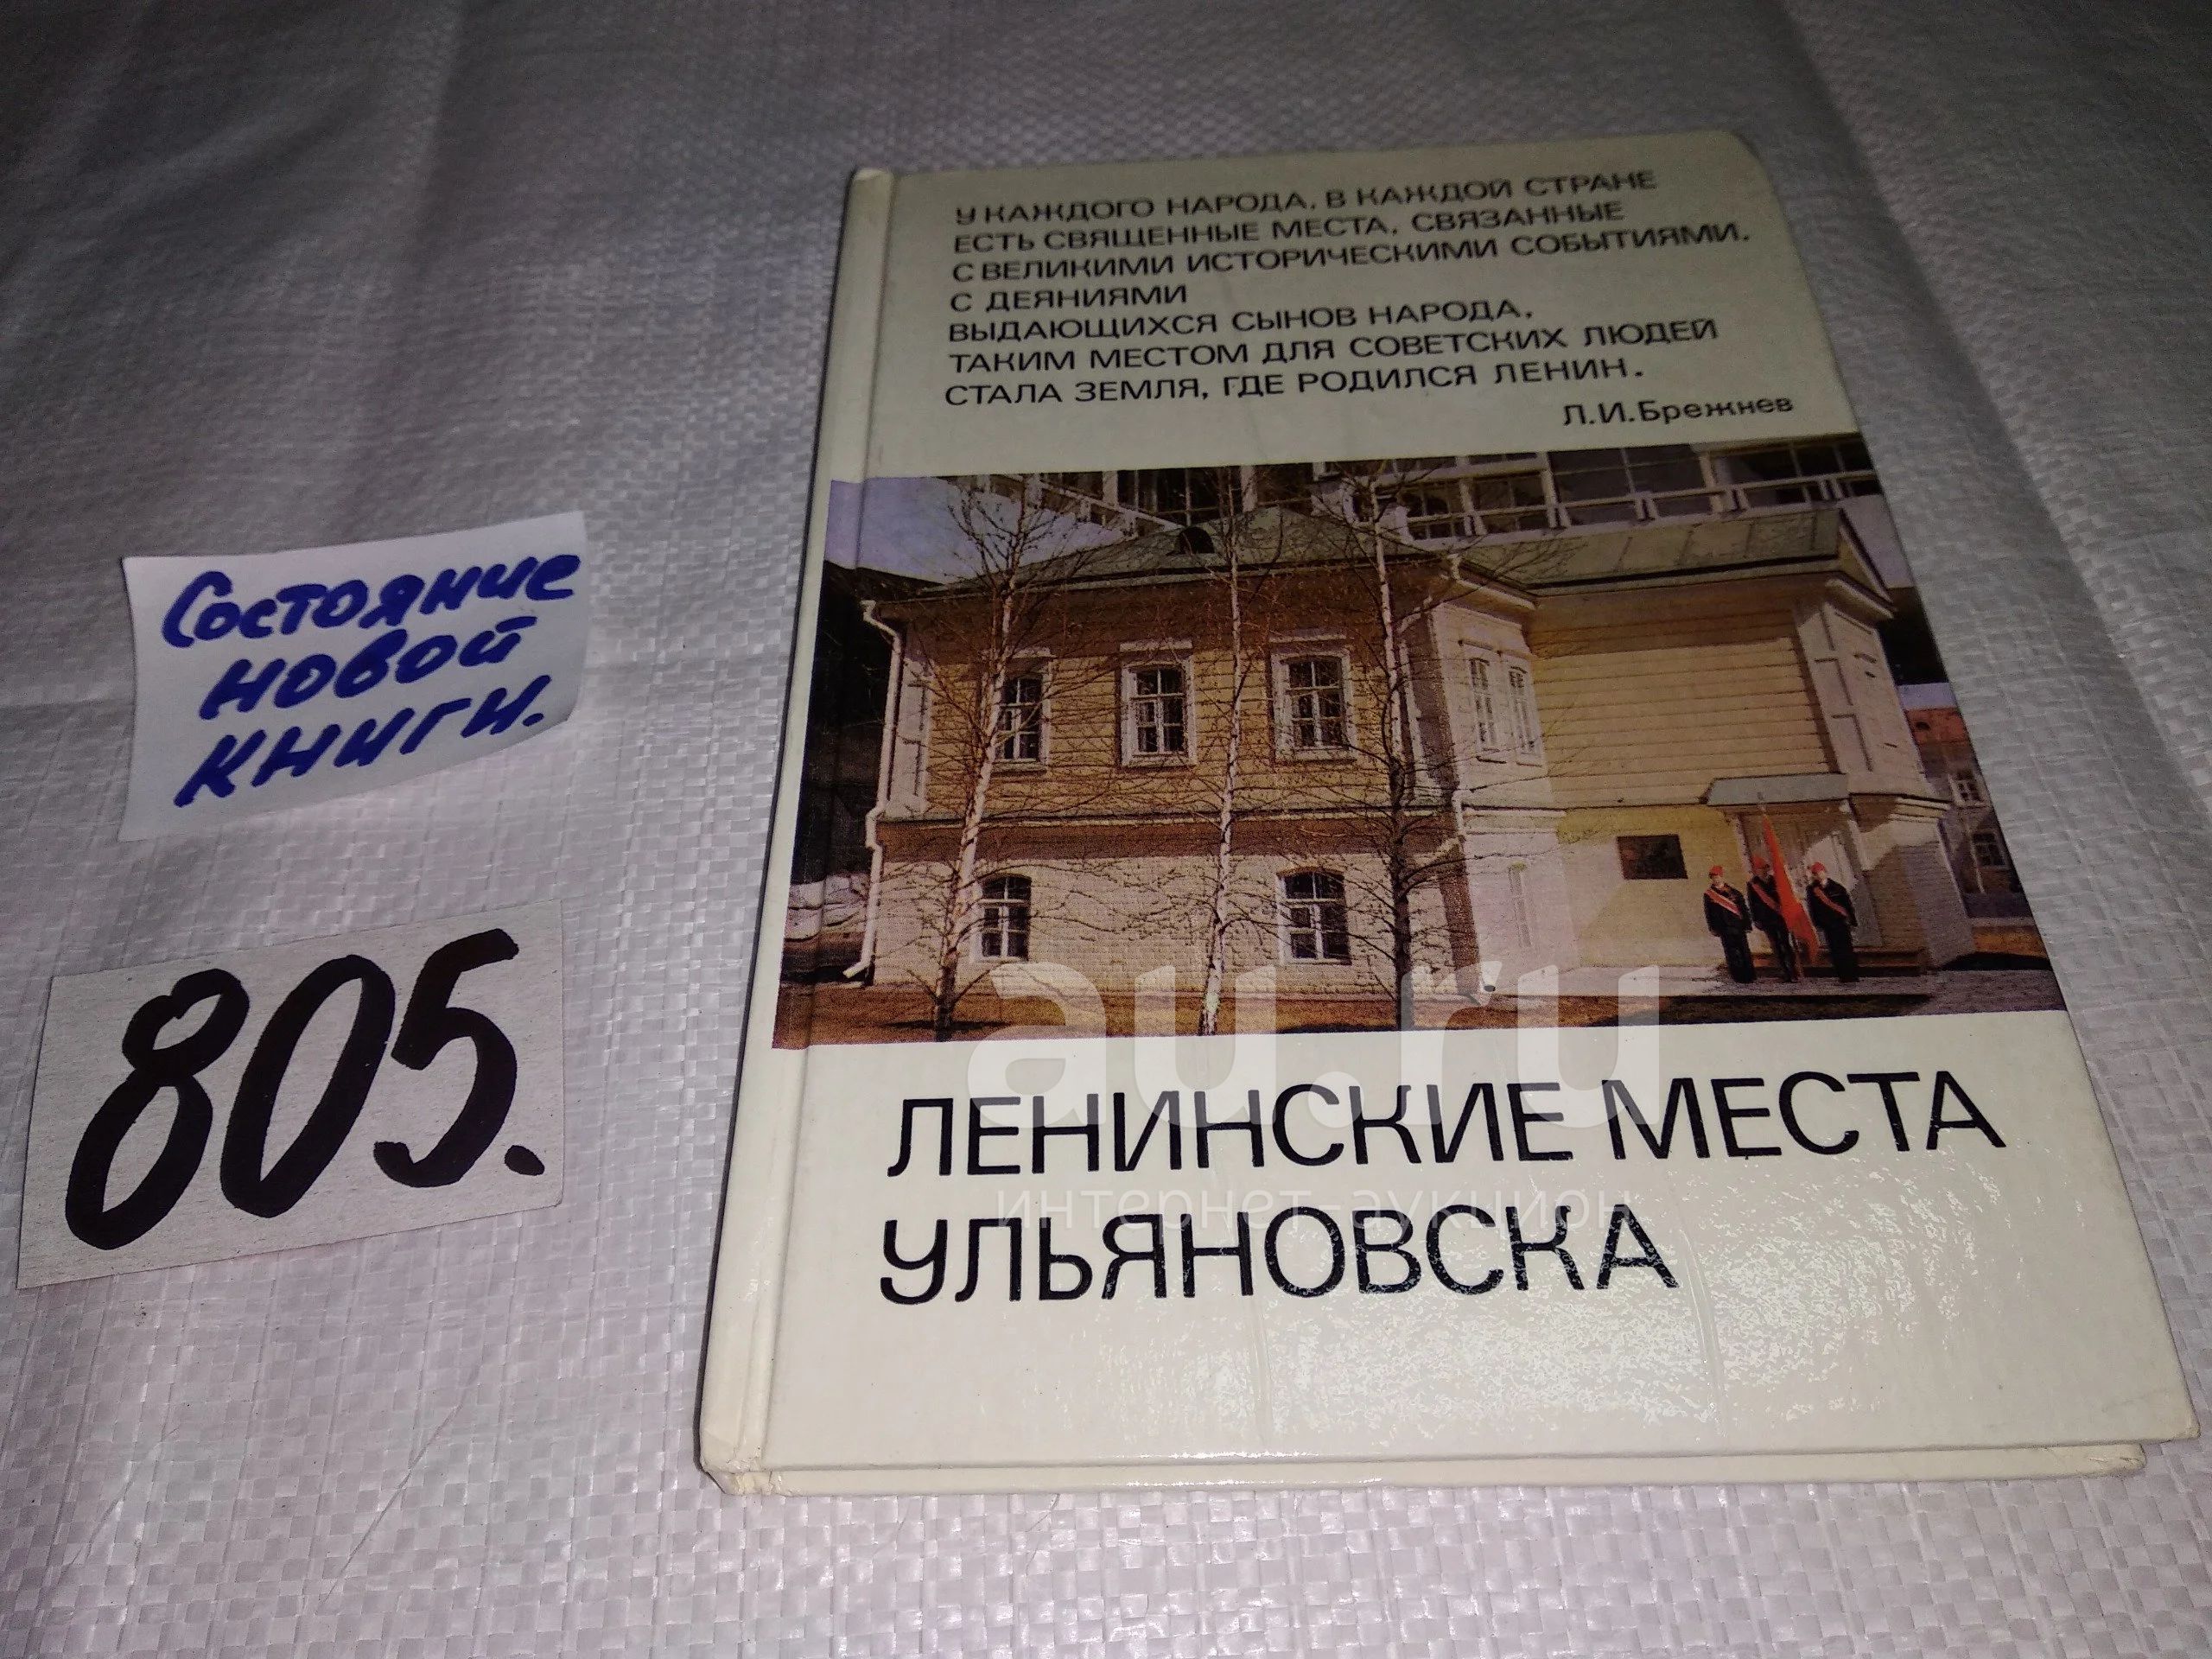 У КАЖДОГО НАРОДА, В КАЖДОЙ СТРАНЕ
ЕСТЬ СВЯЩЕННЫЕ МЕСТА, СВЯЗАННЫЕ
С ВЕЛИКИМИ ИСТОРИЧЕСКИМИ СОБЫТИЯМИ,
С ДЕЯНИЯМИ
ВЫДАЮЩИХСЯ СЫНОВ НАРОДА,
ТАКИМ МЕСТОМ ДЛЯ СОВЕТСКИХ ЛЮДЕЙ
СТАЛА ЗЕМЛЯ, ГДЕ РОДИЛСЯ ЛЕНИН.
Л.И.Брежнев
Состояние
новой
книги.
805.
au.ru
ЛЕНИНСКИЕ МЕСТА
интернет-аукцион
УЛЬЯНОВСКА